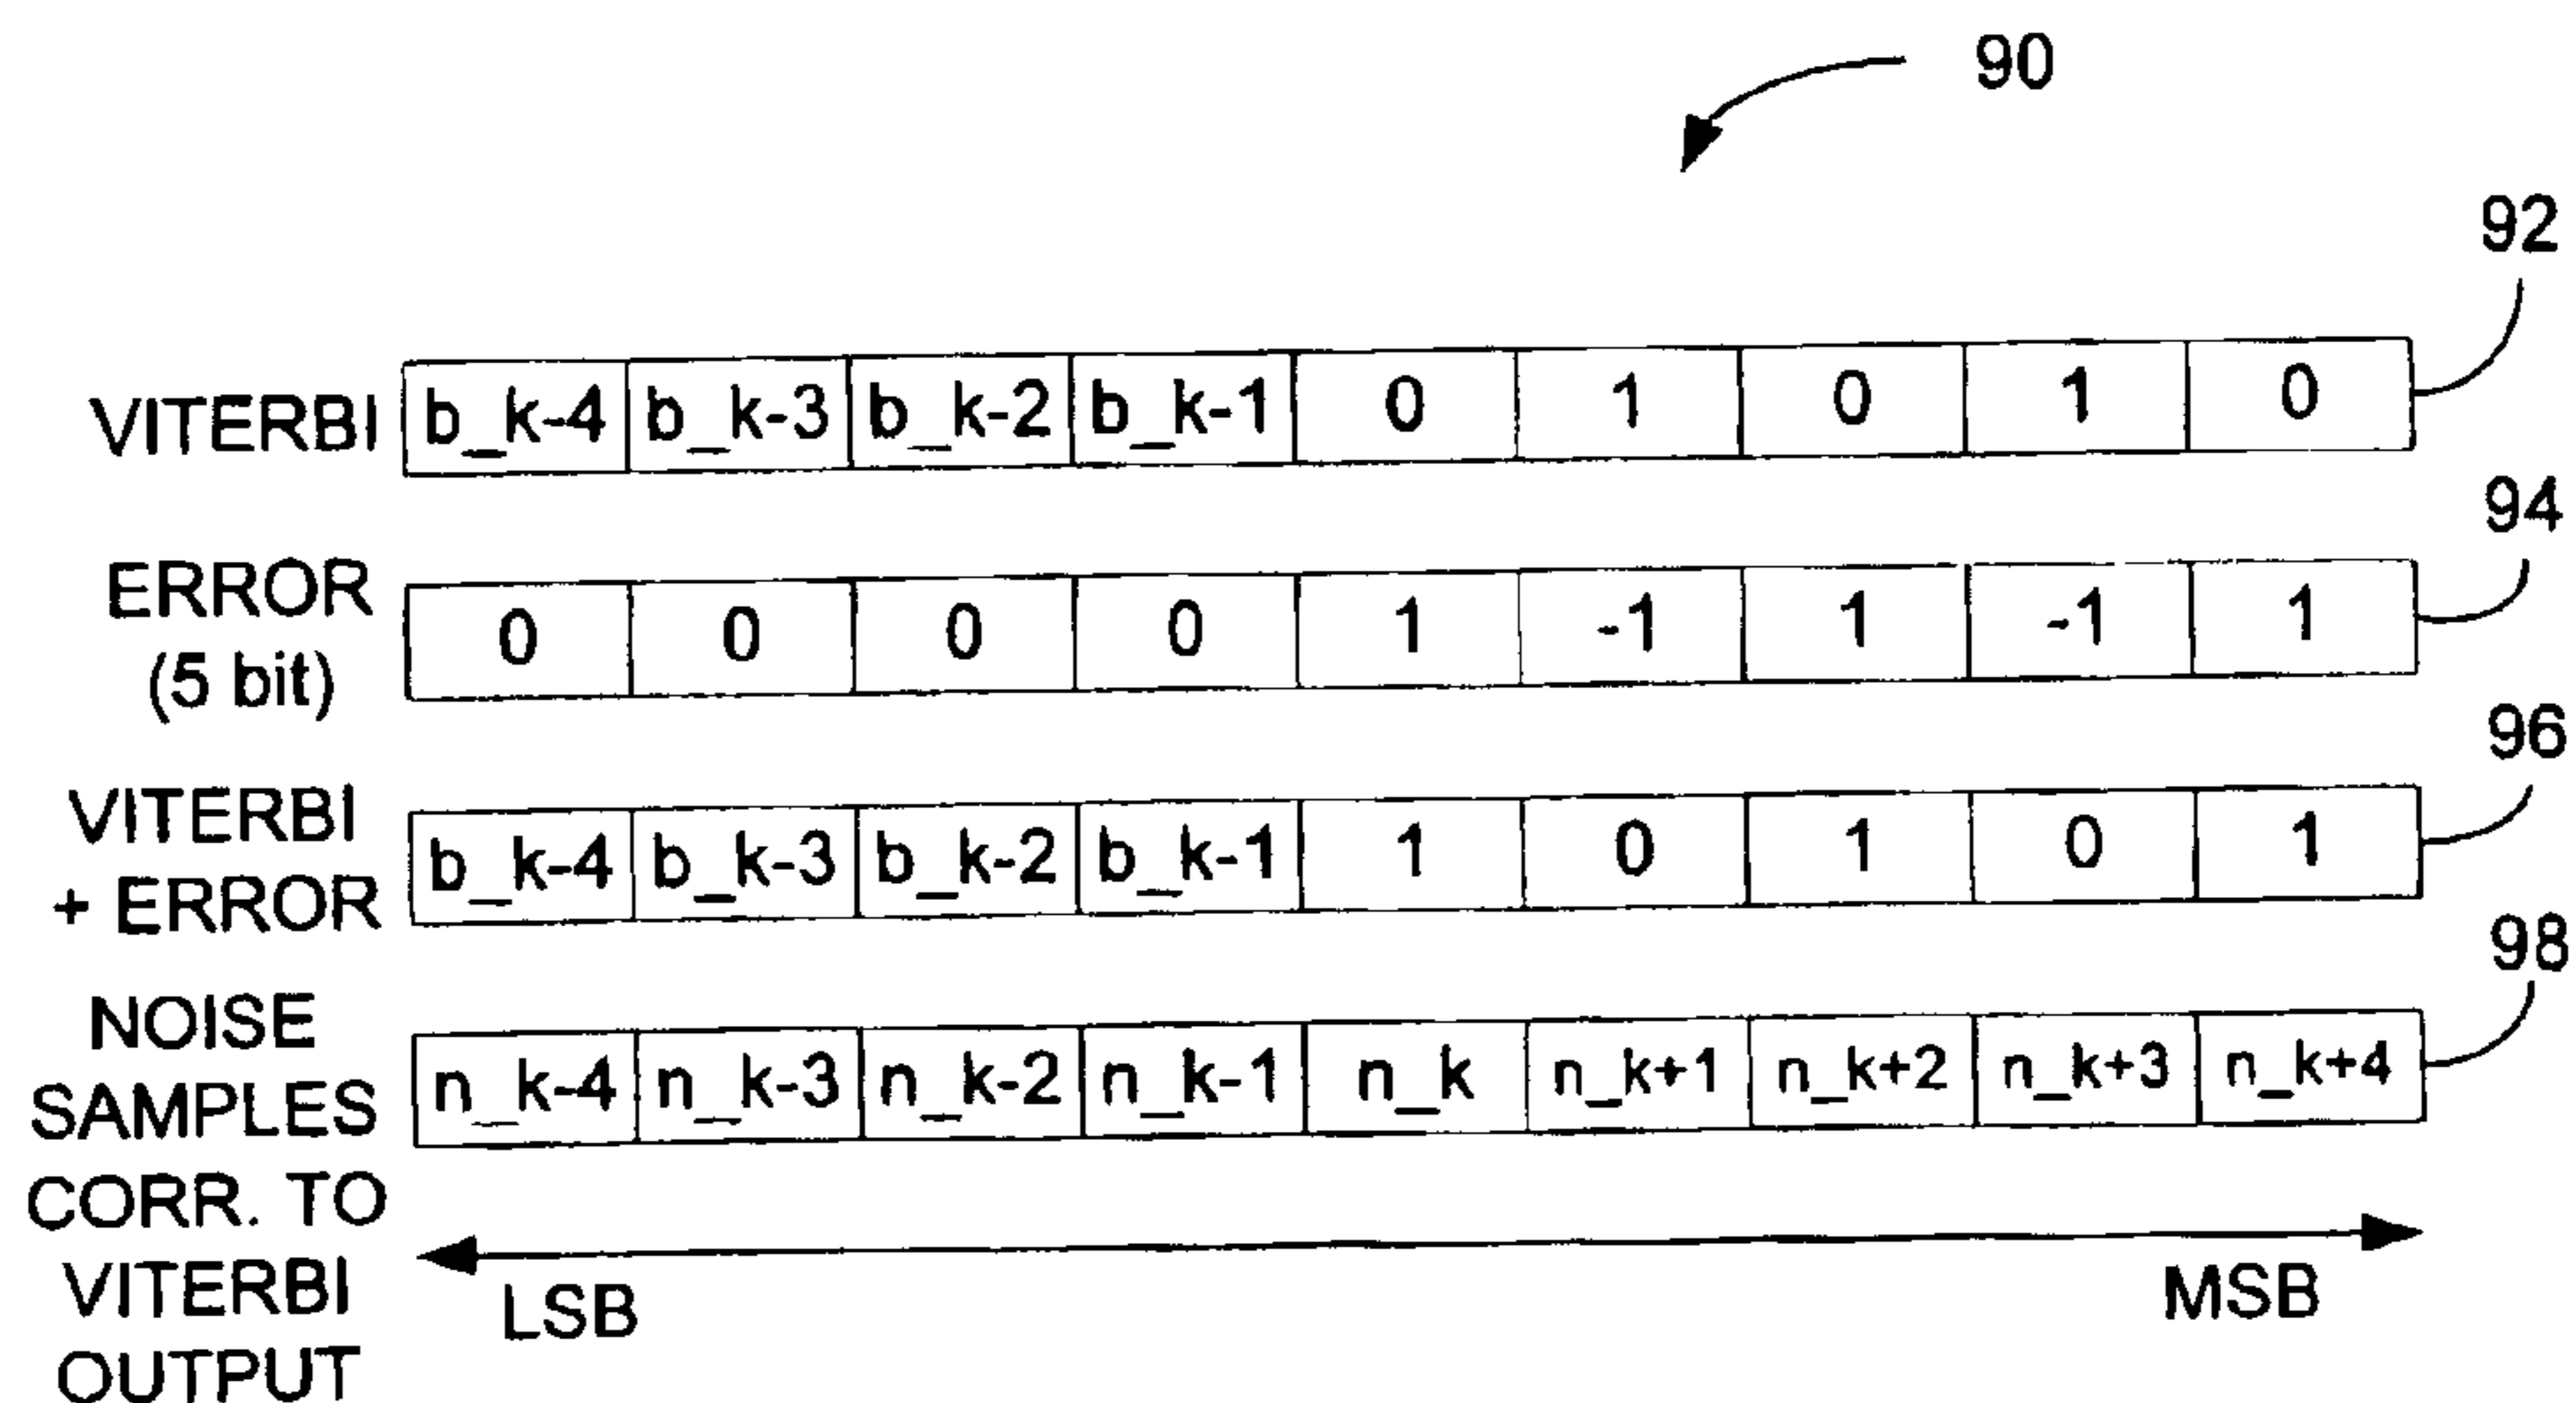 90
92
VITERBI b_k-4 b_k-3 b_k-2 b_k-1 0 1 0 1 0
94
ERROR
(5 bit)
0 0 0 0 1 -1 1 -1 1
96
VITERBI
+ ERROR
b_k-4 b_k-3 b_k-2 b_k-1 1 0 1 0 1
98
NOISE
SAMPLES
CORR. TO
VITERBI
OUTPUT
n_k-4 n_k-3 n_k-2 n_k-1 n_k n_k+1 n_k+2 n_k+3 n_k+4
LSB MSB